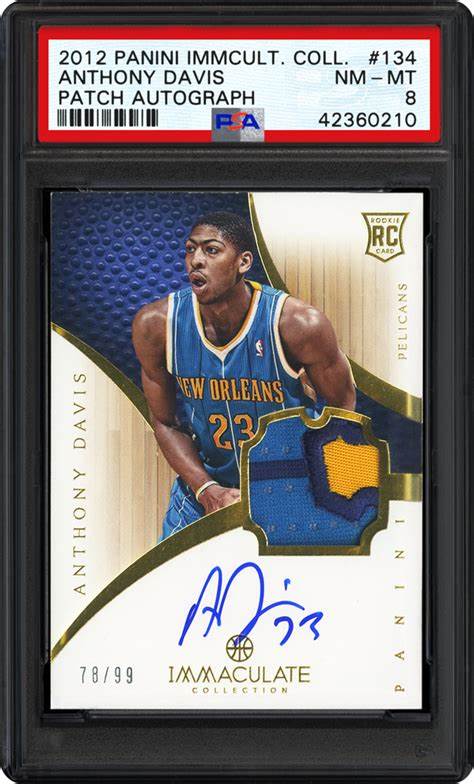 2012 PANINI IMMCULT. COLL. #134
ANTHONY DAVIS NM – MT
PATCH AUTOGRAPH 8
PSA 42360210
ROOKIE
RC
CARD
PELICANS
NEW ORLEANS
23
ANTHONY DAVIS
PANINI
23
78/99
IMMACULATE
COLLECTION